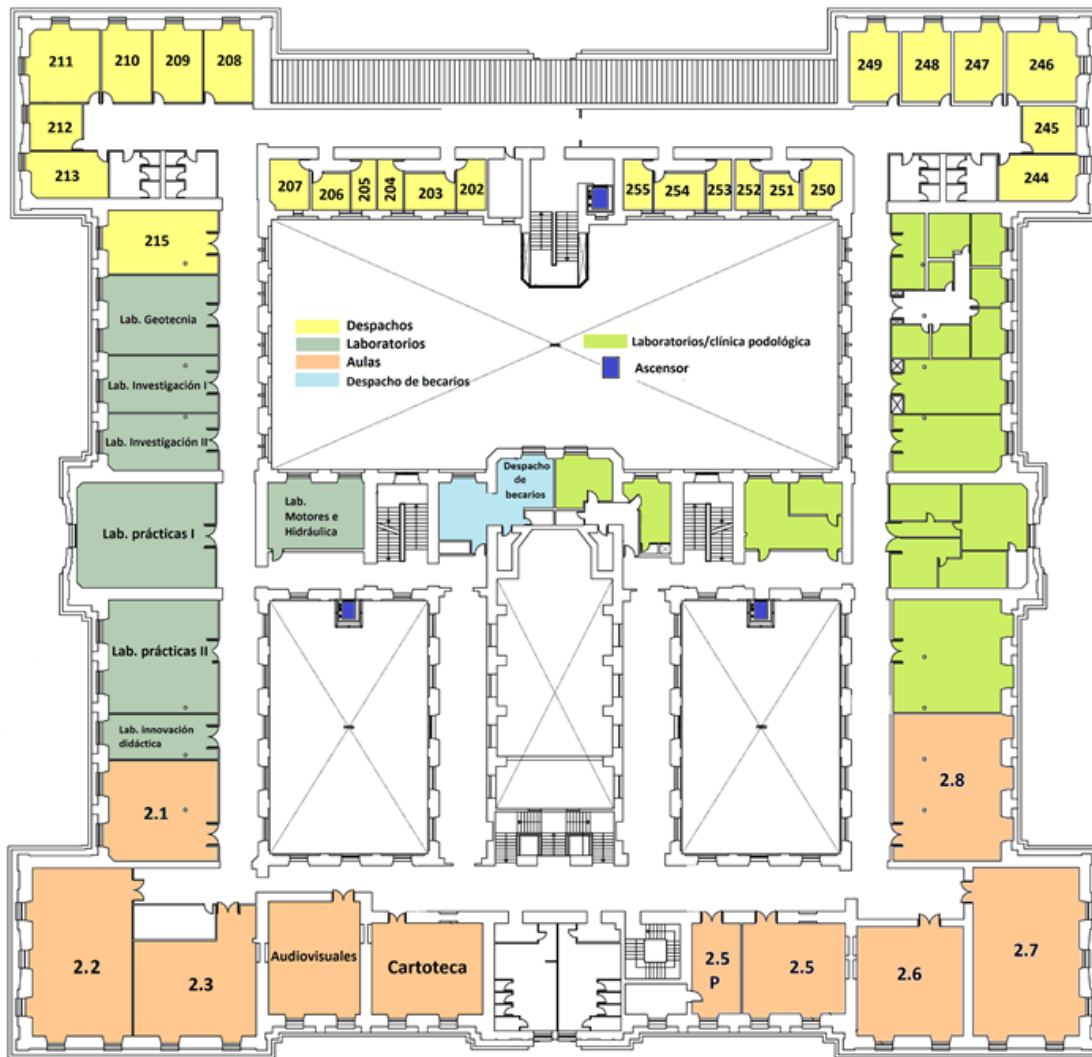 211
210
209
208
249
248
247
246
212
245
213
244
207
206
205
204
203
202
255
254
253
252
251
250
215
Lab. Geotecnia
Lab. Investigación I
Lab. Investigación II
Despachos
Laboratorios
Aulas
Despacho de becarios
Laboratorios/clínica podológica
Ascensor
Despacho
de
becarios
Lab.
Motores e
Hidráulica
Lab. prácticas I
Lab. prácticas II
Lab. innovación
didáctica
2.1
2.8
2.2
2.3
Audiovisuales
Cartoteca
2.5
P
2.5
2.6
2.7